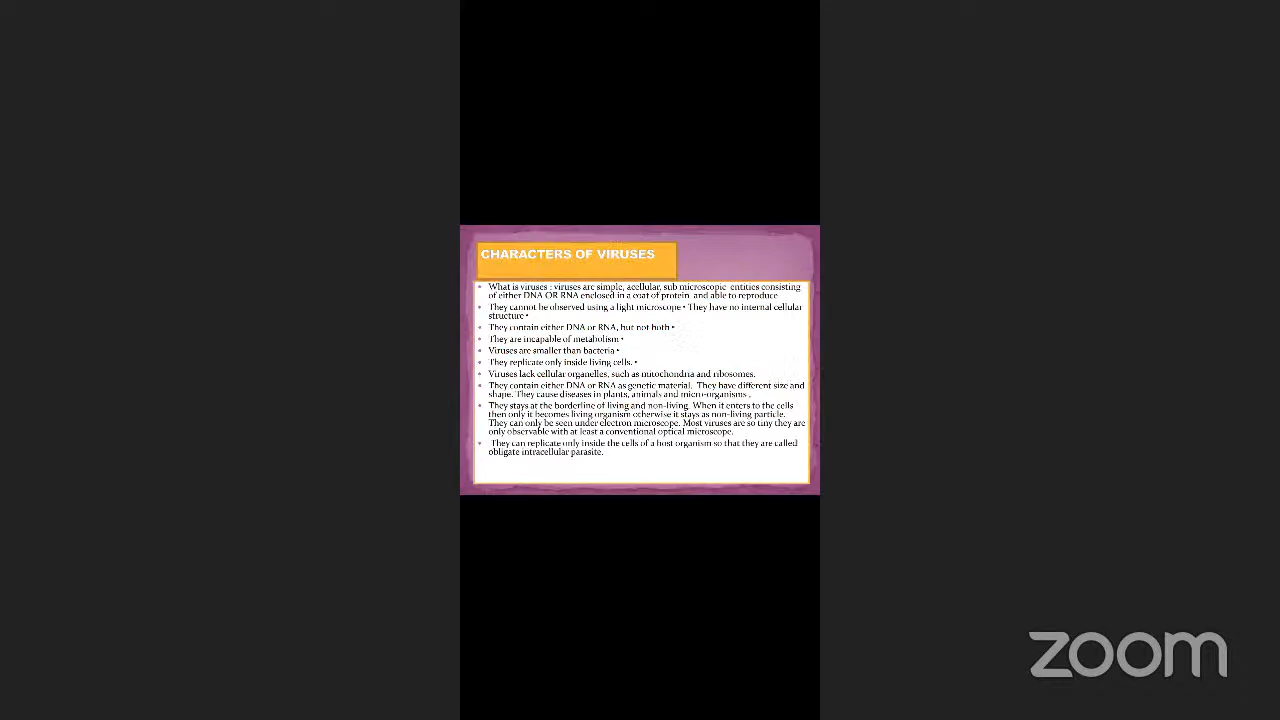 CHARACTERS OF VIRUSES
• What is viruses : viruses are simple, acellular, sub microscopic entities consisting
of either DNA OR RNA enclosed in a coat of protein and able to reproduce
• They cannot be observed using a light microscope • They have no internal cellular
structure •
• They contain either DNA or RNA, but not both •
• They are incapable of metabolism •
• Viruses are smaller than bacteria •
• They replicate only inside living cells. •
• Viruses lack cellular organelles, such as mitochondria and ribosomes.
• They contain either DNA or RNA as genetic material. They have different size and
shape. They cause diseases in plants, animals and micro-organisms .
• They stays at the borderline of living and non-living. When it enters to the cells
then only it becomes living organism otherwise it stays as non-living particle.
They can only be seen under electron microscope. Most viruses are so tiny they are
only observable with at least a conventional optical microscope.
• They can replicate only inside the cells of a host organism so that they are called
obligate intracellular parasite.
zoom